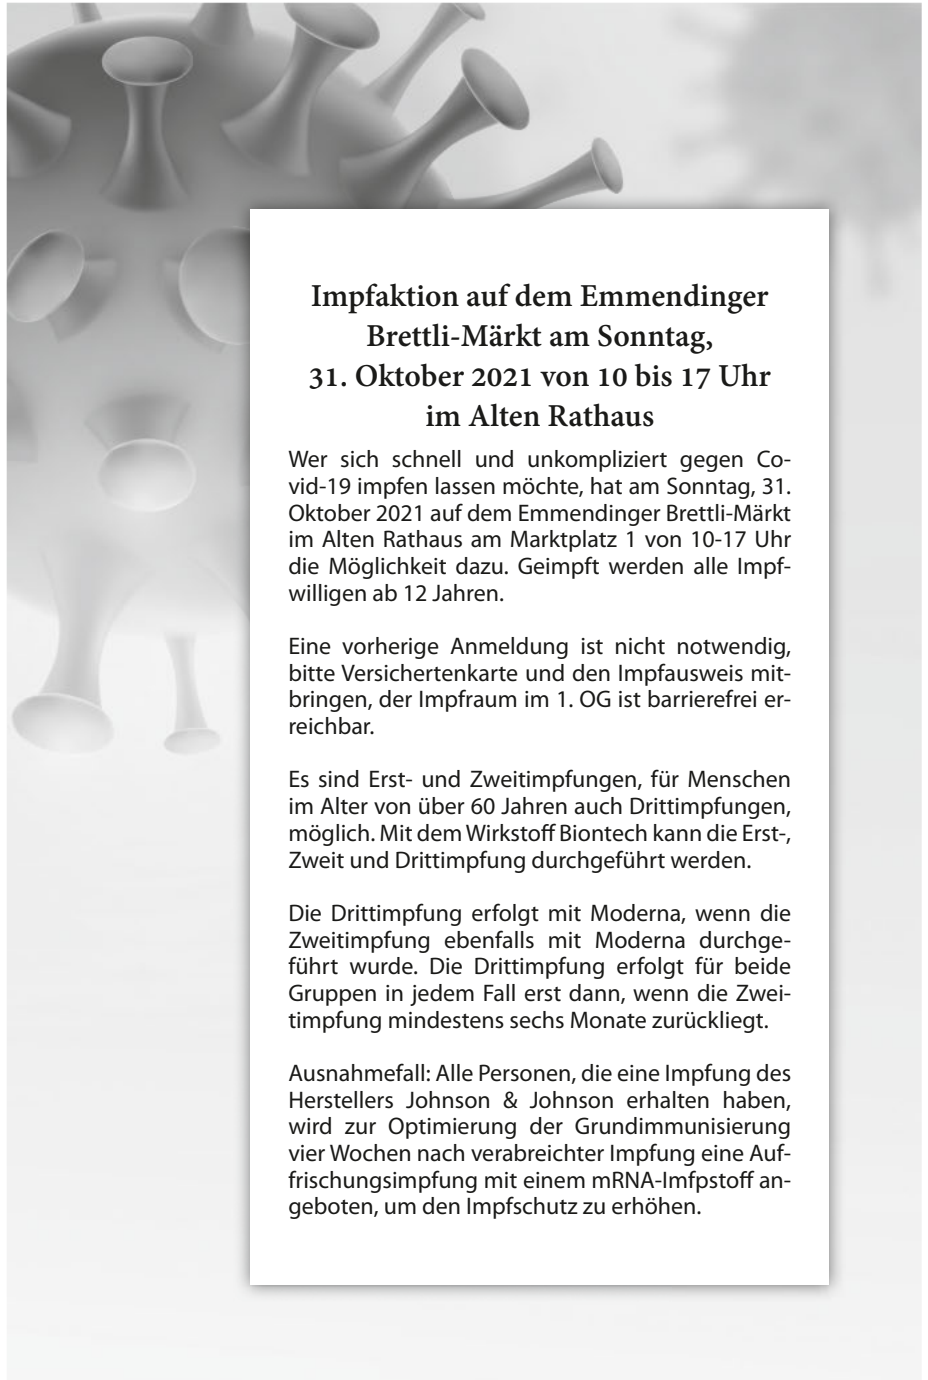 Impfaktion auf dem Emmendinger
Brettli-Märkt am Sonntag,
31. Oktober 2021 von 10 bis 17 Uhr
im Alten Rathaus
Wer sich schnell und unkompliziert gegen Co-
vid-19 impfen lassen möchte, hat am Sonntag, 31.
Oktober 2021 auf dem Emmendinger Brettli-Märkt
im Alten Rathaus am Marktplatz 1 von 10-17 Uhr
die Möglichkeit dazu. Geimpft werden alle Impf-
willigen ab 12 Jahren.
Eine vorherige Anmeldung ist nicht notwendig,
bitte Versichertenkarte und den Impfausweis mit-
bringen, der Impfraum im 1. OG ist barrierefrei er-
reichbar.
Es sind Erst- und Zweitimpfungen, für Menschen
im Alter von über 60 Jahren auch Drittimpfungen,
möglich. Mit dem Wirkstoff Biontech kann die Erst-,
Zweit und Drittimpfung durchgeführt werden.
Die Drittimpfung erfolgt mit Moderna, wenn die
Zweitimpfung ebenfalls mit Moderna durchge-
führt wurde. Die Drittimpfung erfolgt für beide
Gruppen in jedem Fall erst dann, wenn die Zwei-
timpfung mindestens sechs Monate zurückliegt.
Ausnahmefall: Alle Personen, die eine Impfung des
Herstellers Johnson & Johnson erhalten haben,
wird zur Optimierung der Grundimmunisierung
vier Wochen nach verabreichter Impfung eine Auf-
frischungsimpfung mit einem mRNA-Imfpstoff an-
geboten, um den Impfschutz zu erhöhen.